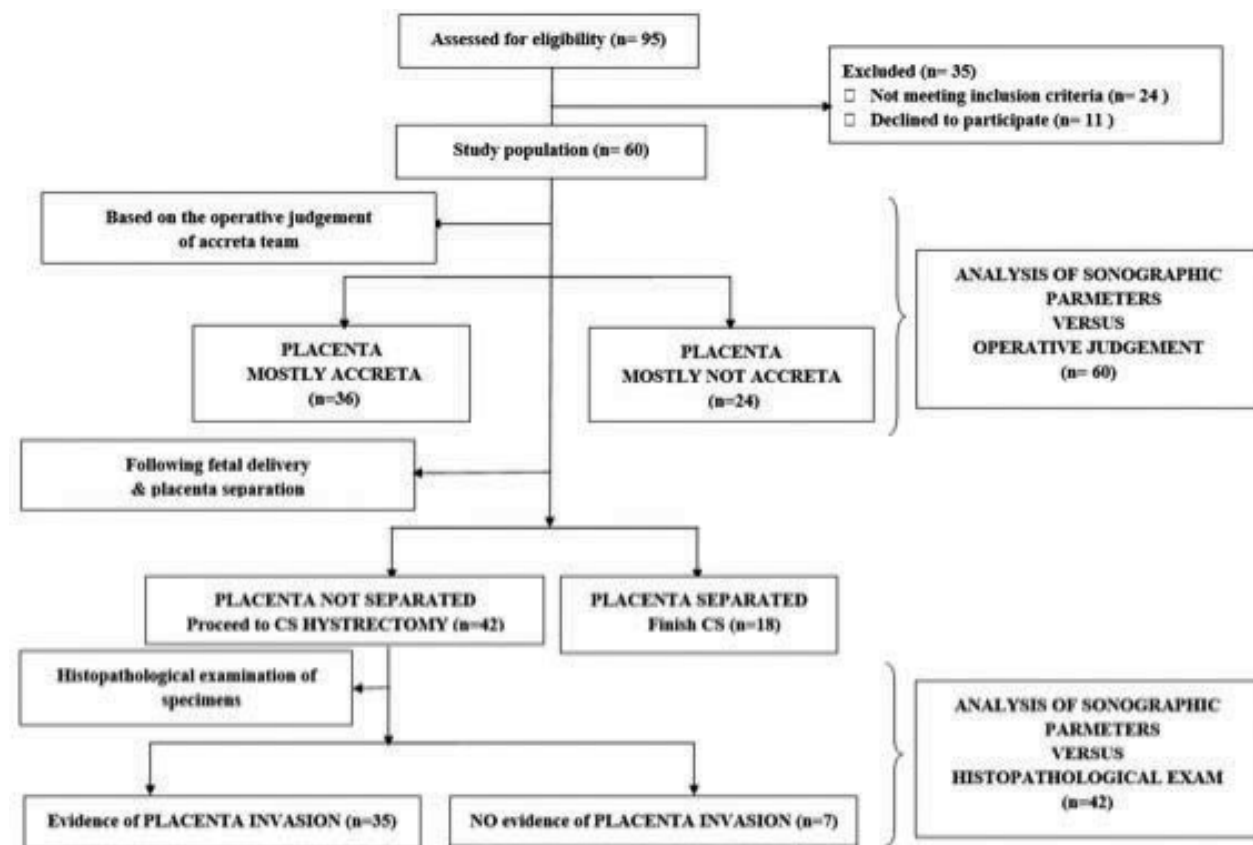 Assessed for eligibility (n= 95)
Excluded (n= 35)
▯ Not meeting inclusion criteria (n= 24 )
▯ Declined to participate (n= 11 )
Study population (n= 60)
Based on the operative judgement
of accreta team
ANALYSIS OF SONOGRAPHIC
PARMETERS
VERSUS
OPERATIVE JUDGEMENT
(n= 60)
PLACENTA
MOSTLY ACCRETA
(n=36)
PLACENTA
MOSTLY NOT ACCRETA
(n=24)
Following fetal delivery
& placenta separation
PLACENTA NOT SEPARATED
Proceed to CS HYSTRECTOMY (n=42)
PLACENTA SEPARATED
Finish CS (n=18)
Histopathological examination of
specimens
ANALYSIS OF SONOGRAPHIC
PARMETERS
VERSUS
HISTOPATHOLOGICAL EXAM
(n=42)
Evidence of PLACENTA INVASION (n=35)
NO evidence of PLACENTA INVASION (n=7)